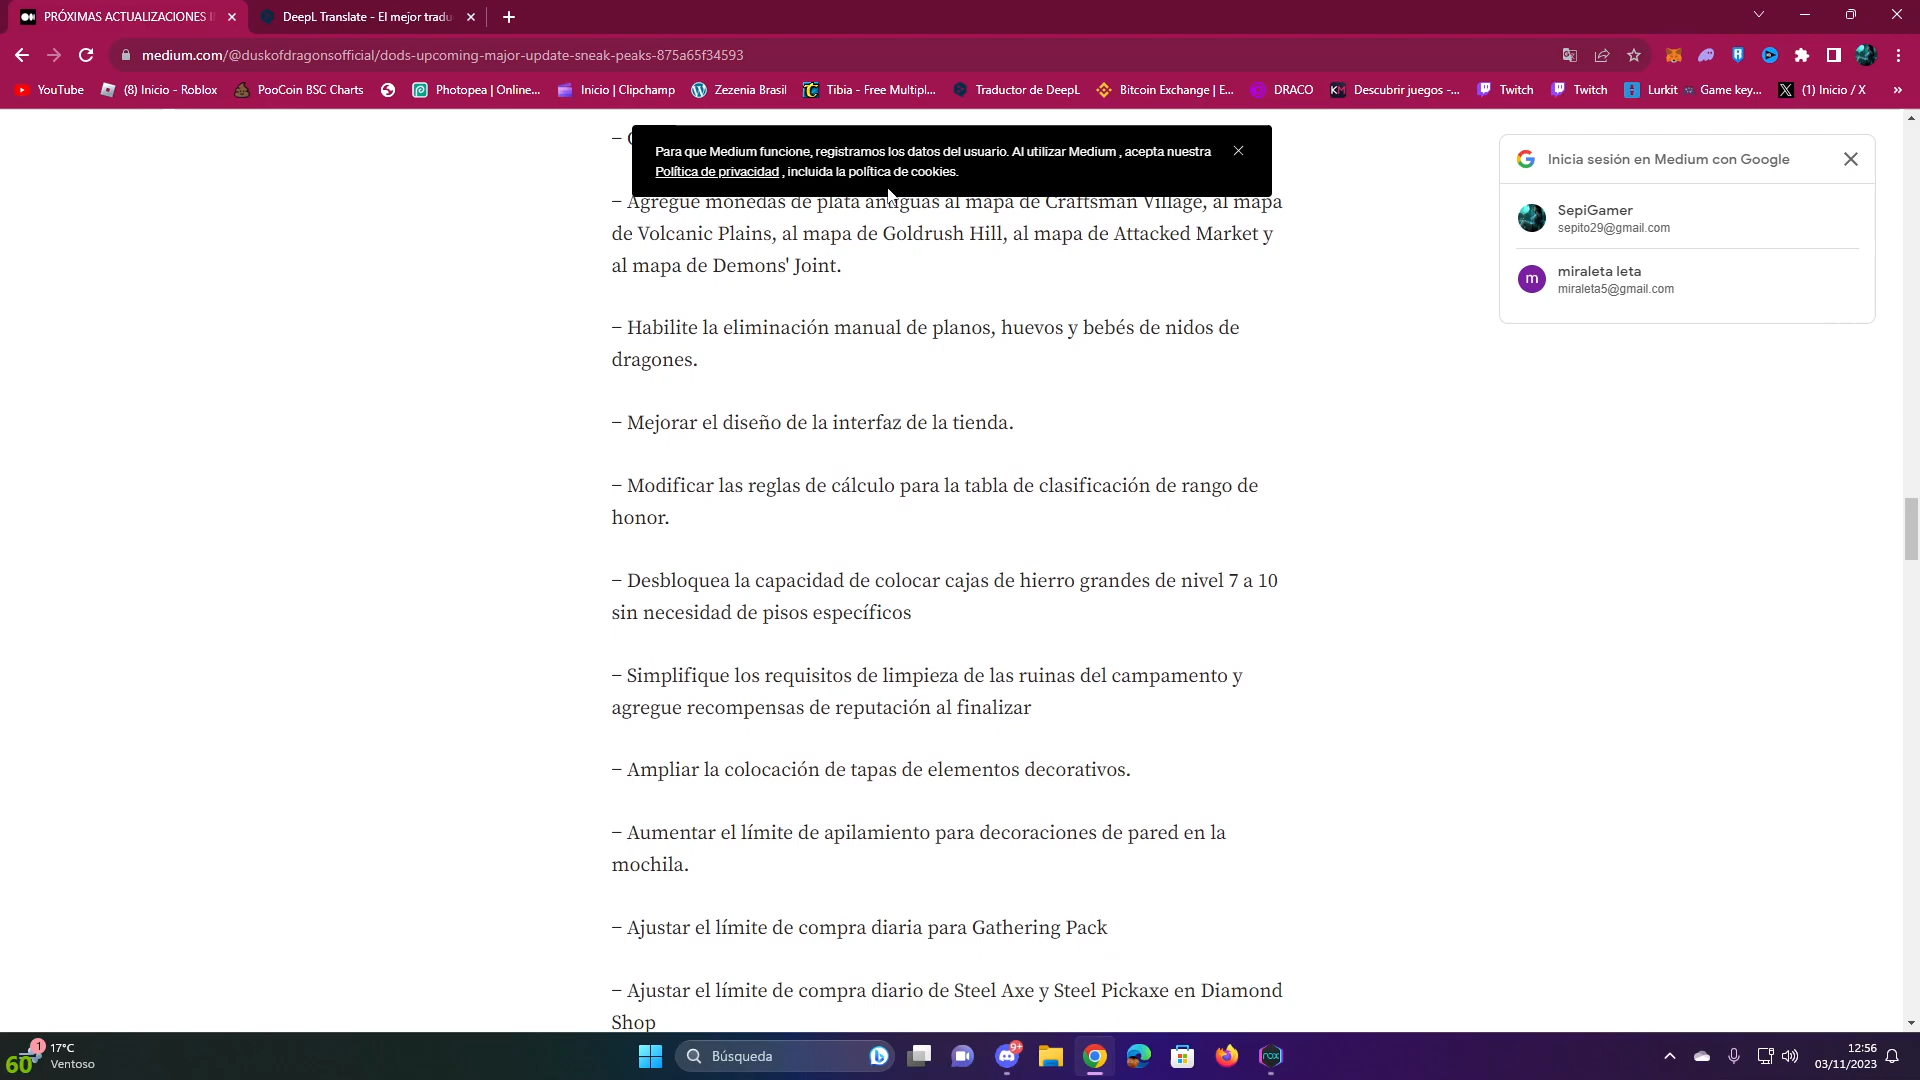 PRÓXIMAS ACTUALIZACIONES
DeepL Translate - El mejor tradu
medium.com/@duskofdragonsofficial/dods-upcoming-major-update-sneak-peaks-875a65f34593
YouTube
(8) Inicio - Roblox
PooCoin BSC Charts
Photopea | Online...
Inicio | Clipchamp
Zezenia Brasil
Tibia - Free Multipl...
Traductor de DeepL
Bitcoin Exchange | E...
DRACO
Descubrir juegos -...
Twitch
Twitch
Lurkit
Game key...
(1) Inicio / X
»
Para que Medium funcione, registramos los datos del usuario. Al utilizar Medium , acepta nuestra
Política de privacidad , incluida la política de cookies.
– Agregue monedas de plata antiguas al mapa de Craftsman Village, al mapa
de Volcanic Plains, al mapa de Goldrush Hill, al mapa de Attacked Market y
al mapa de Demons' Joint.
– Habilite la eliminación manual de planos, huevos y bebés de nidos de
dragones.
– Mejorar el diseño de la interfaz de la tienda.
– Modificar las reglas de cálculo para la tabla de clasificación de rango de
honor.
– Desbloquea la capacidad de colocar cajas de hierro grandes de nivel 7 a 10
sin necesidad de pisos específicos
– Simplifique los requisitos de limpieza de las ruinas del campamento y
agregue recompensas de reputación al finalizar
– Ampliar la colocación de tapas de elementos decorativos.
– Aumentar el límite de apilamiento para decoraciones de pared en la
mochila.
– Ajustar el límite de compra diaria para Gathering Pack
– Ajustar el límite de compra diario de Steel Axe y Steel Pickaxe en Diamond
Shop
Inicia sesión en Medium con Google
SepiGamer
sepito29@gmail.com
m
miraleta leta
miraleta5@gmail.com
60
1
17°C
Ventoso
Búsqueda
9+
nox
12:56
03/11/2023